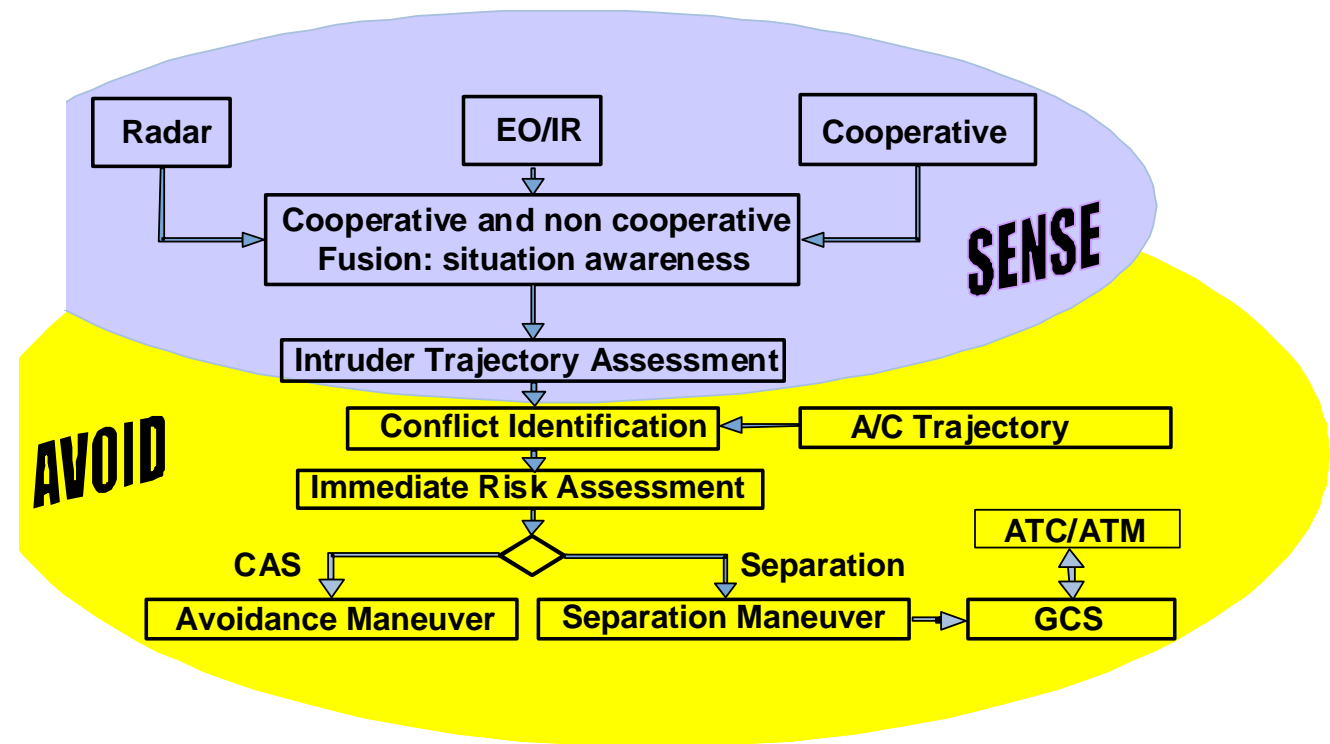 Radar
EO/IR
Cooperative
Cooperative and non cooperative
Fusion: situation awareness
SENSE
Intruder Trajectory Assessment
Conflict Identification
A/C Trajectory
AVOID
Immediate Risk Assessment
ATC/ATM
CAS
Separation
Avoidance Maneuver
Separation Maneuver
GCS